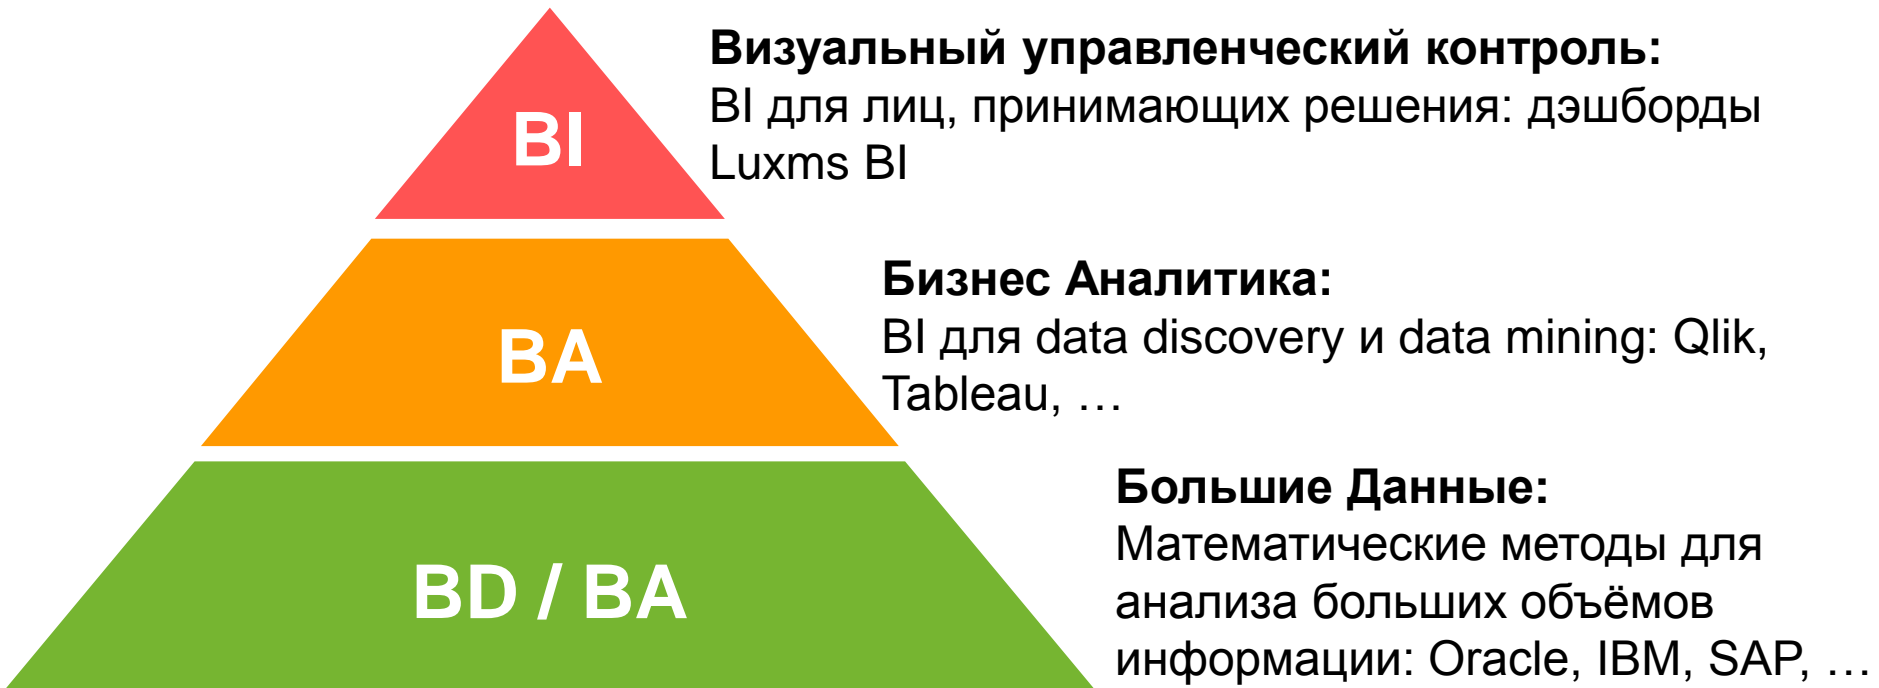 BI
Визуальный управленческий контроль:
BI для лиц, принимающих решения: дэшборды
Luxms BI
BA
Бизнес Аналитика:
BI для data discovery и data mining: Qlik,
Tableau, …
BD / BA
Большие Данные:
Математические методы для
анализа больших объёмов
информации: Oracle, IBM, SAP, …